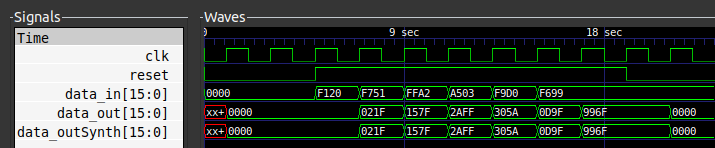 Signals Waves
Time 0 9 sec 18 sec
clk
reset
data_in[15:0] 0000 F120 F751 FFA2 A503 F9D0 F699
data_out[15:0] xx+ 0000 021F 157F 2AFF 305A 0D9F 996F 0000
data_outSynth[15:0] xx+ 0000 021F 157F 2AFF 305A 0D9F 996F 0000